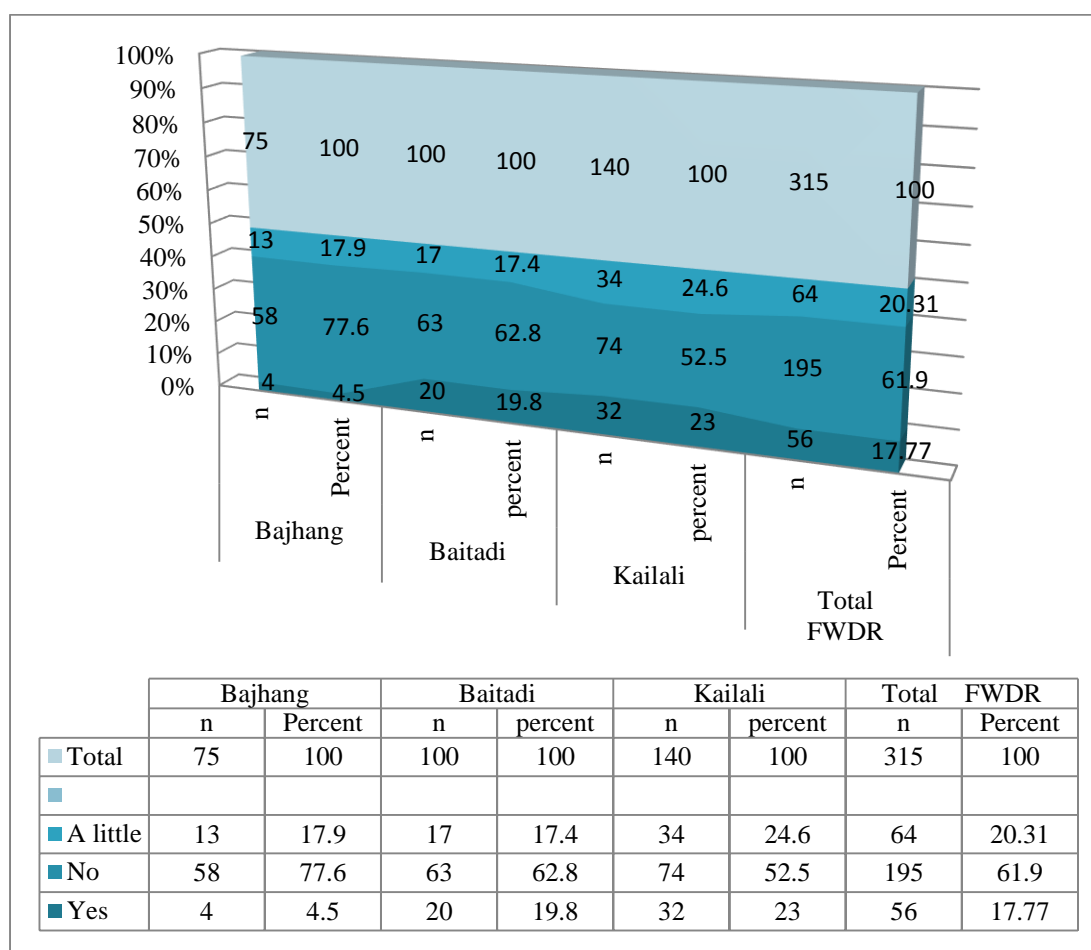 100%
90%
80%
70%
60%
50%
40%
30%
20%
10%
0%
75 100 100 100 140 100 315 100
13 17.9 17 17.4 34 24.6 64 20.31
58 77.6 63 62.8 74 52.5 195 61.9
4 4.5 20 19.8 32 23 56 17.77
n Percent n percent n percent n Percent
Bajhang Baitadi Kailali Total
FWDR
Bajhang Baitadi Kailali Total FWDR
n Percent n percent n percent n Percent
Total 75 100 100 100 140 100 315 100
A little 13 17.9 17 17.4 34 24.6 64 20.31
No 58 77.6 63 62.8 74 52.5 195 61.9
Yes 4 4.5 20 19.8 32 23 56 17.77